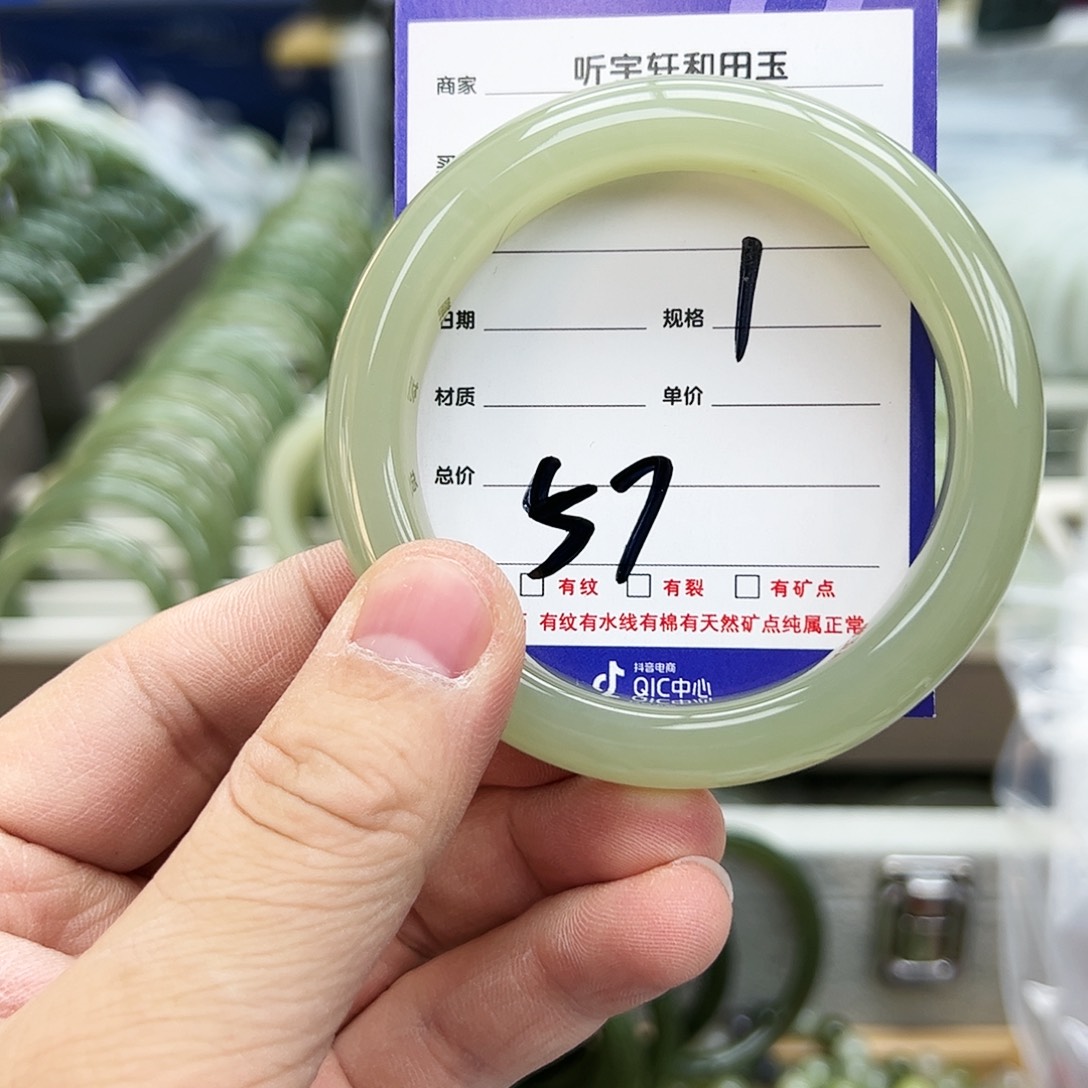 商家 听宇轩和田玉
1
日期 规格
材质 单价
总价
57
有纹 有裂 有矿点
有纹有水线有棉有天然矿点纯属正常
抖音电商
QIC中心